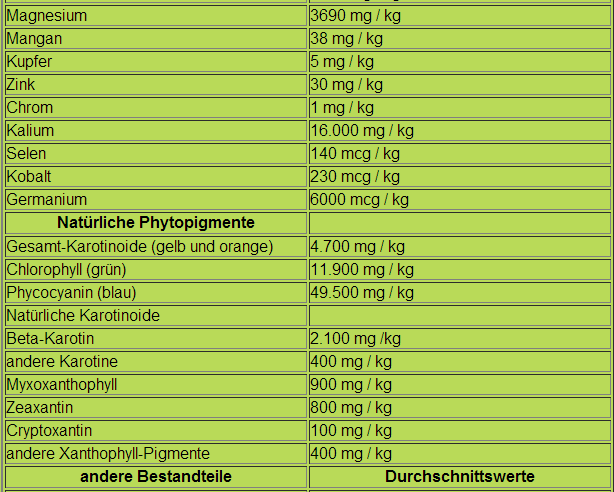 Magnesium 3690 mg / kg
Mangan 38 mg / kg
Kupfer 5 mg / kg
Zink 30 mg / kg
Chrom 1 mg / kg
Kalium 16.000 mg / kg
Selen 140 mcg / kg
Kobalt 230 mcg / kg
Germanium 6000 mcg / kg
Natürliche Phytopigmente
Gesamt-Karotinoide (gelb und orange) 4.700 mg / kg
Chlorophyll (grün) 11.900 mg / kg
Phycocyanin (blau) 49.500 mg / kg
Natürliche Karotinoide
Beta-Karotin 2.100 mg /kg
andere Karotine 400 mg / kg
Myxoxanthophyll 900 mg / kg
Zeaxantin 800 mg / kg
Cryptoxantin 100 mg / kg
andere Xanthophyll-Pigmente 400 mg / kg
andere Bestandteile Durchschnittswerte